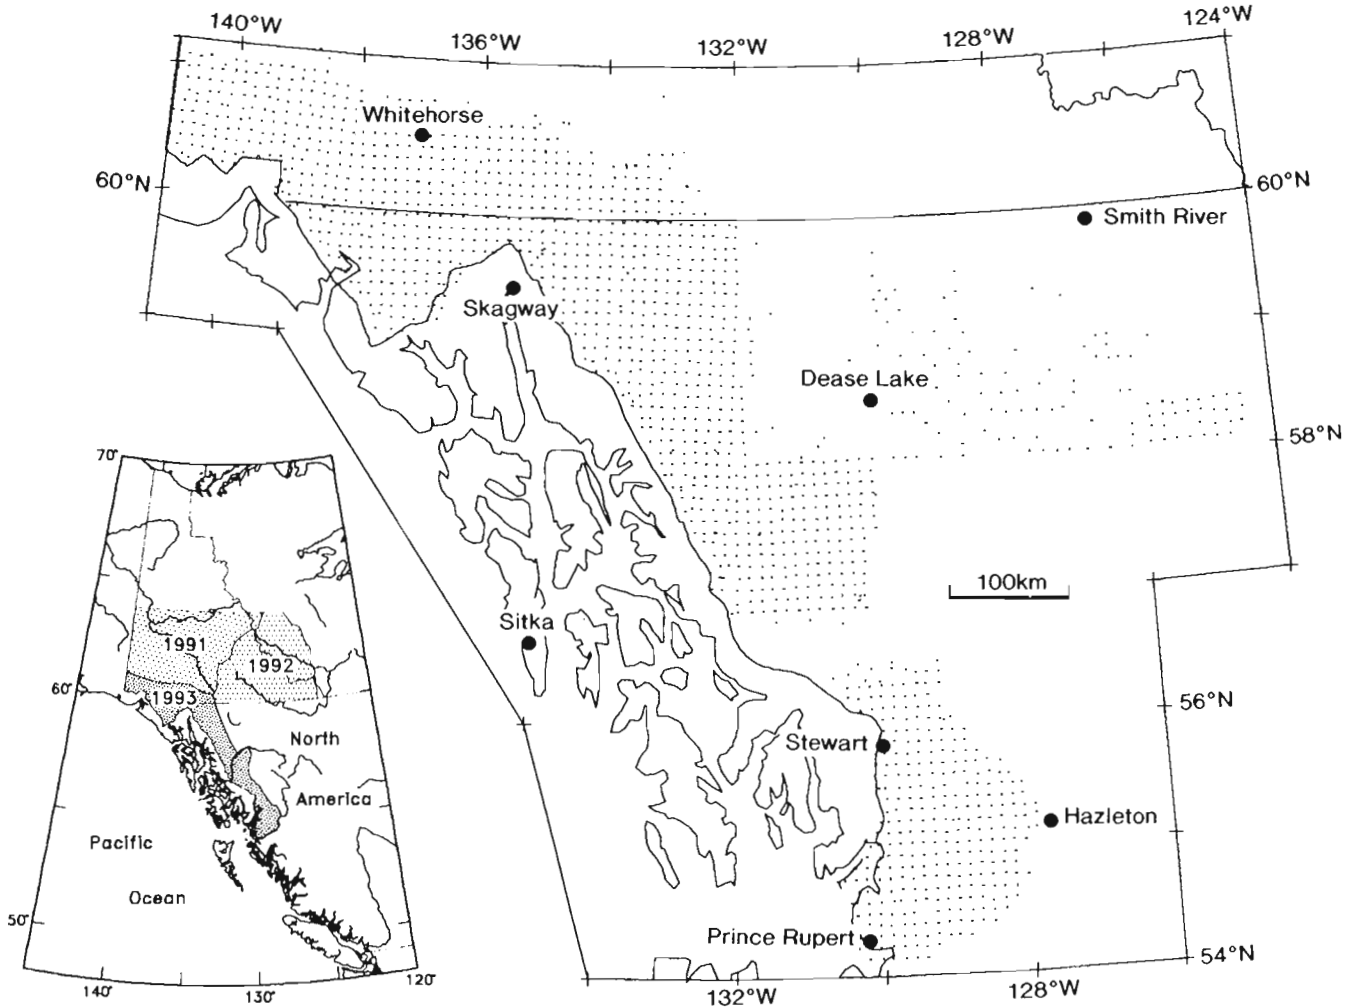 140°W
136°W
132°W
128°W
124°W
Whitehorse
60°N
60°N
Smith River
Skagway
Dease Lake
58°N
70°
100km
Sitka
1991
1992
60°
1993
56°N
North
Stewart
America
Hazleton
Pacific
Ocean
50°
Prince Rupert
54°N
120°
140°
130°
132°W
128°W